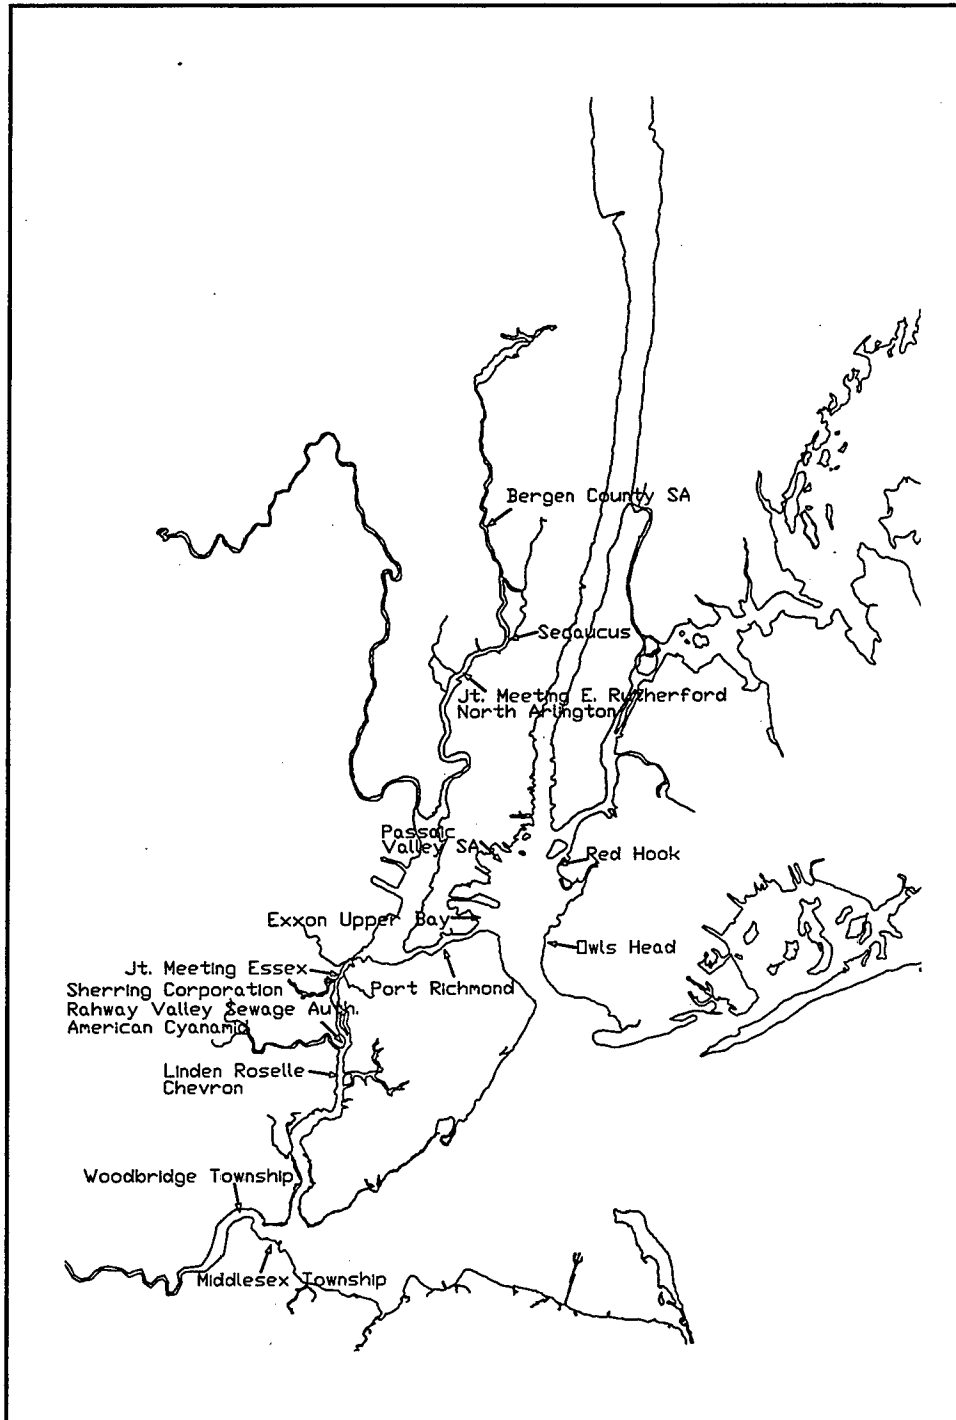 Bergen County SA
Secaucus
Jt. Meeting E. Rutherford
North Arlington
Passaic
Valley SA
Red Hook
Exxon Upper Bay
Owls Head
Jt. Meeting Essex
Sherring Corporation
Port Richmond
Rahway Valley Sewage Auth.
American Cyanamid
Linden Roselle
Chevron
Woodbridge Township
Middlesex Township